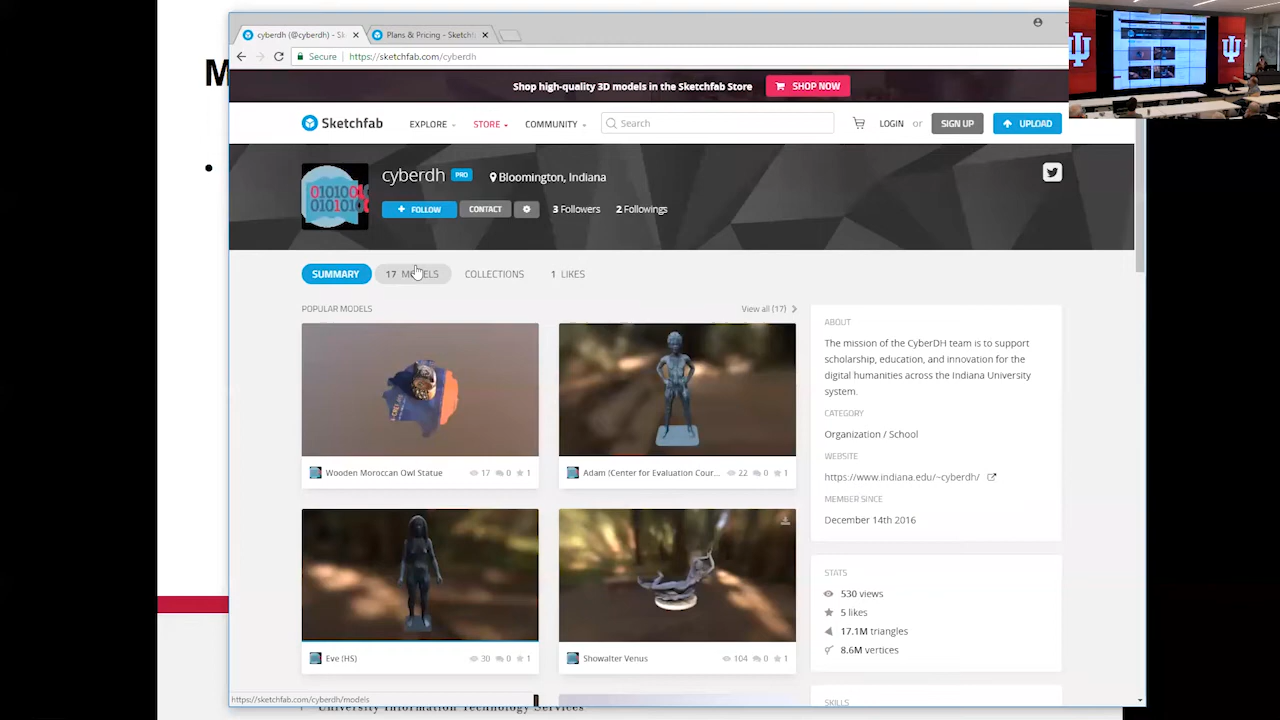 cyberdh (@cyberdh) - Sk
Plans & Pricing - Sketchf
Secure
https://sketchfab.com/cyberdh
Shop high-quality 3D models in the Sketchfab Store
SHOP NOW
Sketchfab
EXPLORE
STORE
COMMUNITY
Search
LOGIN or
SIGN UP
UPLOAD
M
cyberdh PRO
Bloomington, Indiana
FOLLOW
CONTACT
3 Followers
2 Followings
SUMMARY
17 MODELS
COLLECTIONS
1 LIKES
POPULAR MODELS
View all (17)
Wooden Moroccan Owl Statue
17 0 1
Adam (Center for Evaluation Cour...
22 0 1
Eve (HS)
30 0 1
Showalter Venus
104 0 1
ABOUT
The mission of the CyberDH team is to support
scholarship, education, and innovation for the
digital humanities across the Indiana University
system.
CATEGORY
Organization / School
WEBSITE
https://www.indiana.edu/~cyberdh/
MEMBER SINCE
December 14th 2016
STATS
530 views
5 likes
17.1M triangles
8.6M vertices
SKILLS
https://sketchfab.com/cyberdh/models
University Information Technology Services